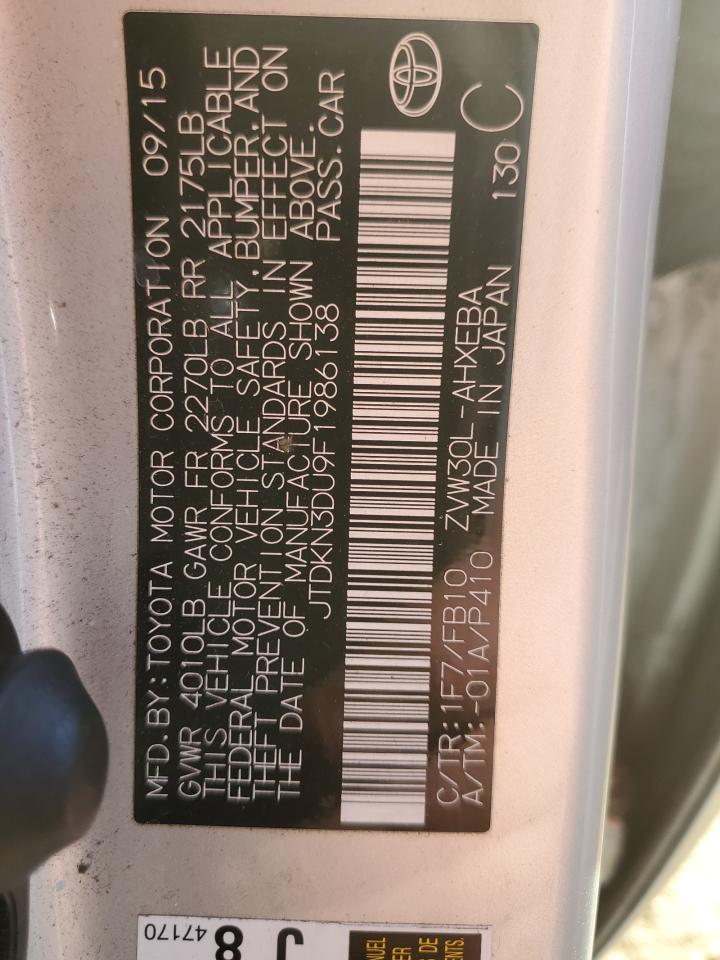 MFD.BY:TOYOTA MOTOR CORPORATION 09/15
GVWR 4010LB GAWR FR 2270LB RR 2175LB
THIS VEHICLE CONFORMS TO ALL APPLICABLE
FEDERAL MOTOR VEHICLE SAFETY,BUMPER,AND
THEFT PREVENTION STANDARDS IN EFFECT ON
THE DATE OF MANUFACTURE SHOWN ABOVE.
JTDKN3DU9F1986138 PASS.CAR
C/TR:1F7/FB10 ZVW30L-AHXEBA
A/TM:-01A/P410 MADE IN JAPAN 130 C
47170
8 J